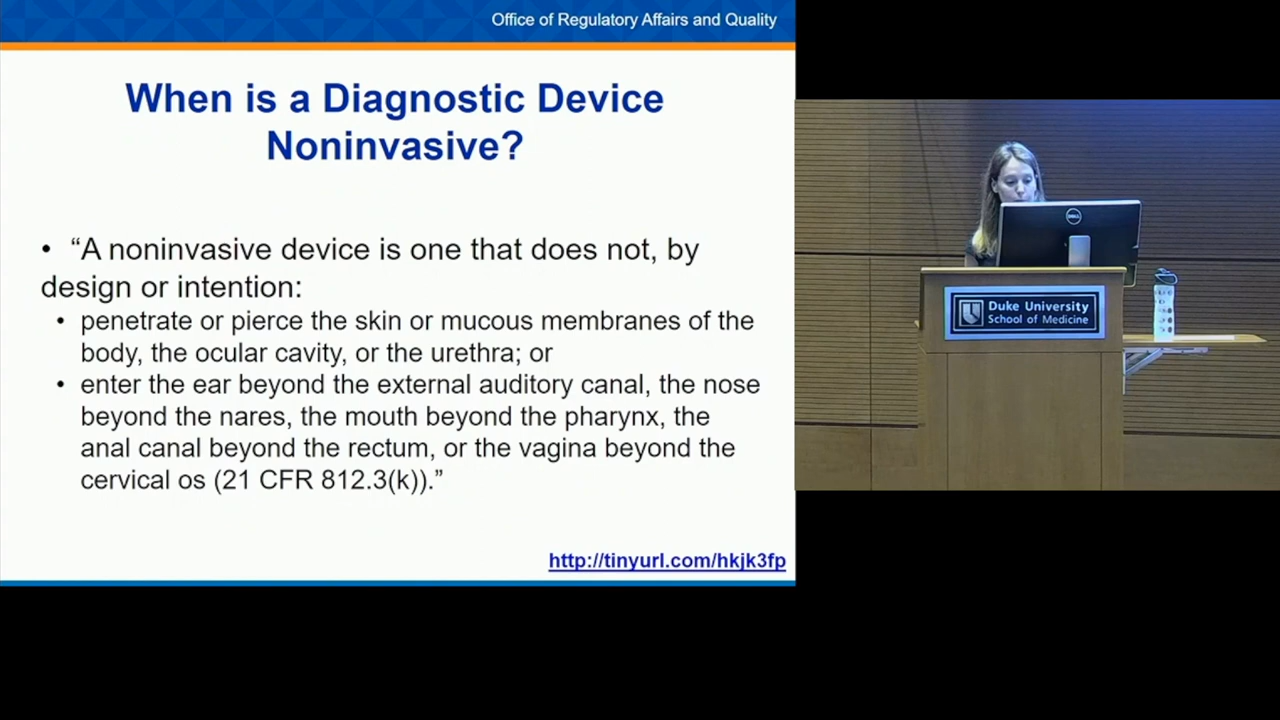 Office of Regulatory Affairs and Quality
When is a Diagnostic Device
Noninvasive?
• “A noninvasive device is one that does not, by
design or intention:
• penetrate or pierce the skin or mucous membranes of the
body, the ocular cavity, or the urethra; or
• enter the ear beyond the external auditory canal, the nose
beyond the nares, the mouth beyond the pharynx, the
anal canal beyond the rectum, or the vagina beyond the
cervical os (21 CFR 812.3(k)).”
http://tinyurl.com/hkjk3fp
DELL
Duke University
School of Medicine